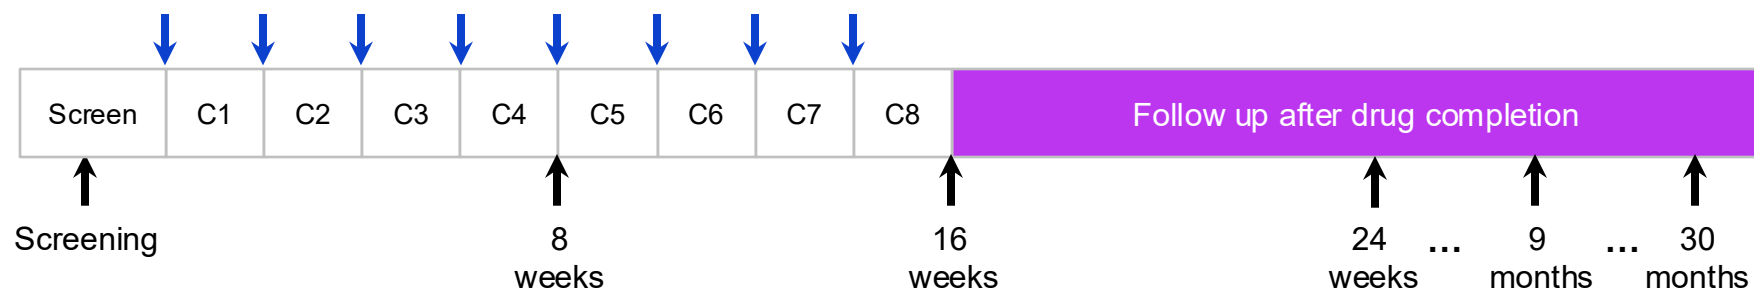 Screen C1 C2 C3 C4 C5 C6 C7 C8 Follow up after drug completion
Screening 8 16 24 ... 9 ... 30
weeks weeks weeks months months